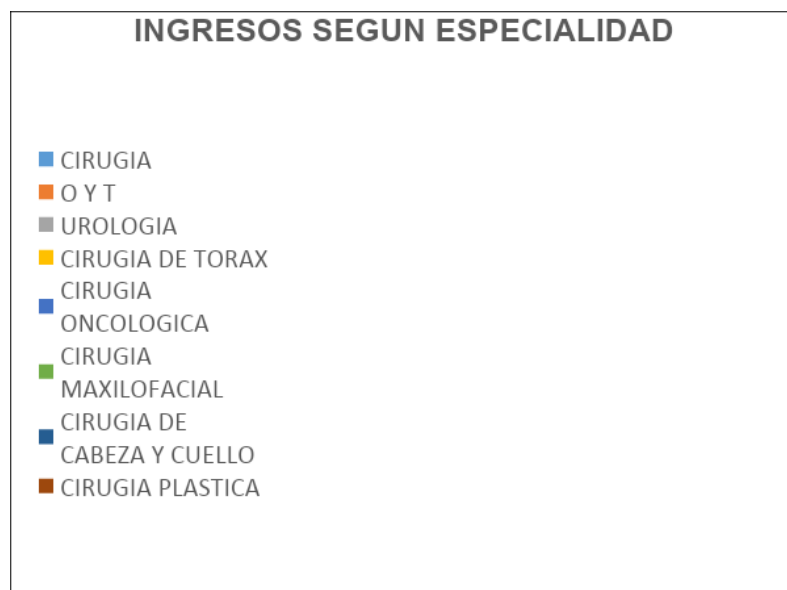 INGRESOS SEGUN ESPECIALIDAD
CIRUGIA
O Y T
UROLOGIA
CIRUGIA DE TORAX
CIRUGIA
ONCOLOGICA
CIRUGIA
MAXILOFACIAL
CIRUGIA DE
CABEZA Y CUELLO
CIRUGIA PLASTICA